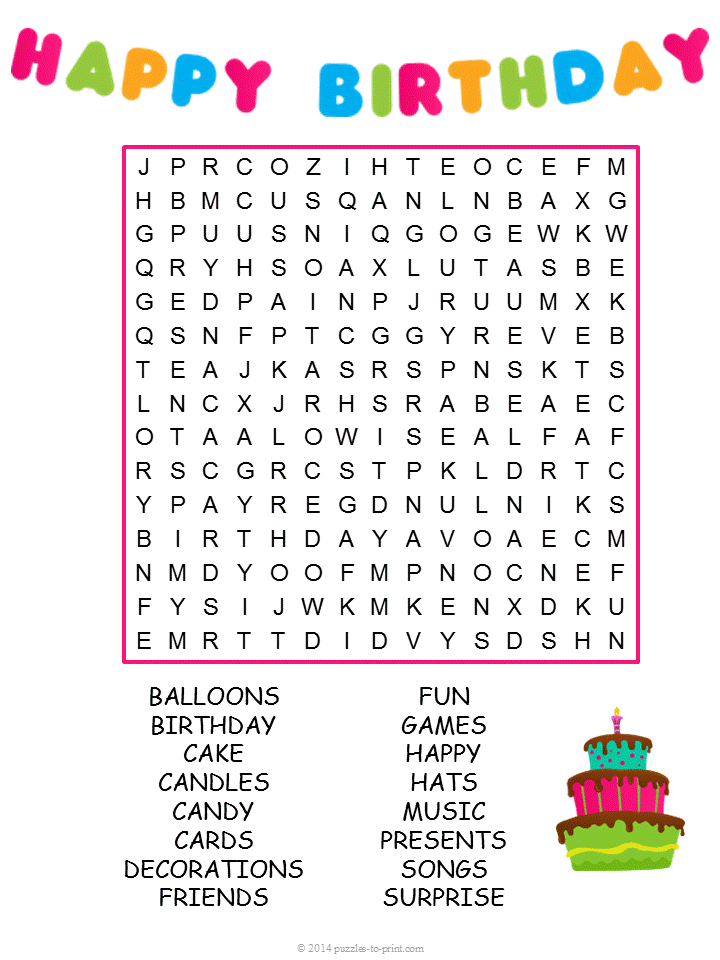 HAPPY BIRTHDAY
J P R C O Z I H T E O C E F M
H B M C U S Q A N L N B A X G
G P U U S N I Q G O G E W K W
Q R Y H S O A X L U T A S B E
G E D P A I N P J R U U M X K
Q S N F P T C G G Y R E V E B
T E A J K A S R S P N S K T S
L N C X J R H S R A B E A E C
O T A A L O W I S E A L F A F
R S C G R C S T P K L D R T C
Y P A Y R E G D N U L N I K S
B I R T H D A Y A V O A E C M
N M D Y O O F M P N O C N E F
F Y S I J W K M K E N X D K U
E M R T T D I D V Y S D S H N
BALLOONS
BIRTHDAY
CAKE
CANDLES
CANDY
CARDS
DECORATIONS
FRIENDS
FUN
GAMES
HAPPY
HATS
MUSIC
PRESENTS
SONGS
SURPRISE
© 2014 puzzles-to-print.com